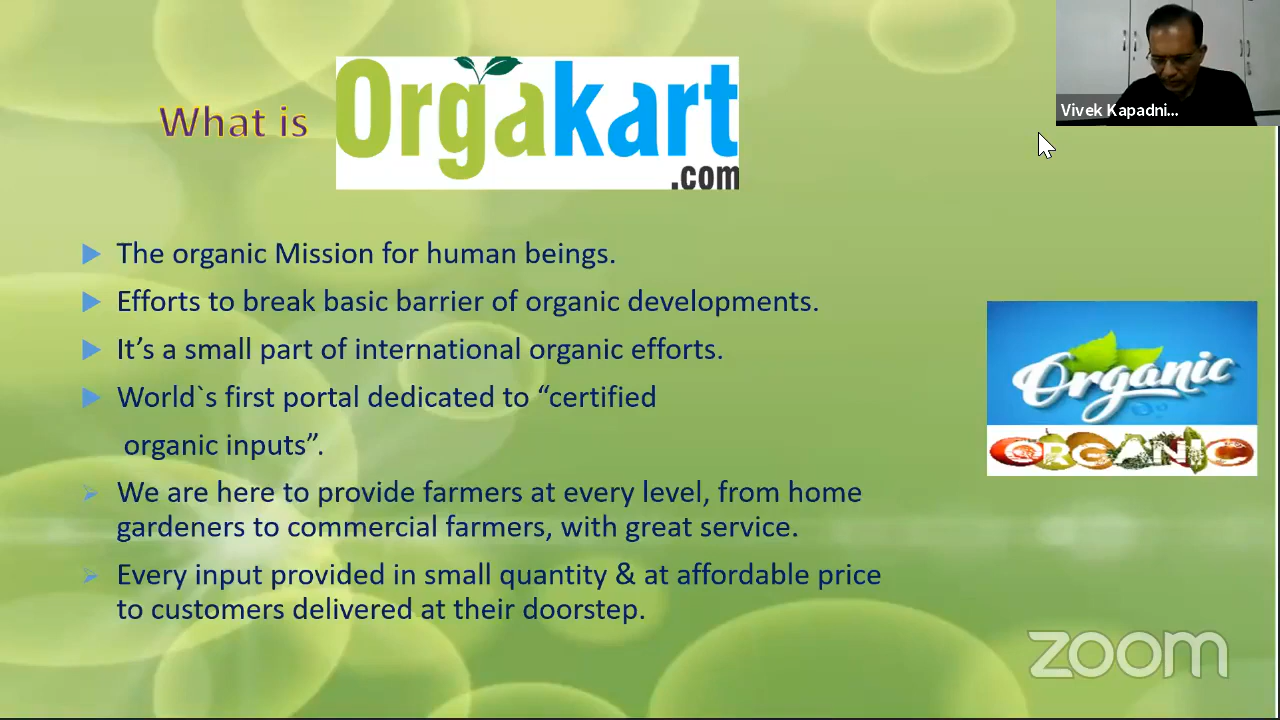 What is Orgakart
.com
Vivek Kapadni...
The organic Mission for human beings.
Efforts to break basic barrier of organic developments.
It’s a small part of international organic efforts.
World`s first portal dedicated to “certified
organic inputs”.
We are here to provide farmers at every level, from home
gardeners to commercial farmers, with great service.
Every input provided in small quantity & at affordable price
to customers delivered at their doorstep.
Organic
ORGANIC
zoom